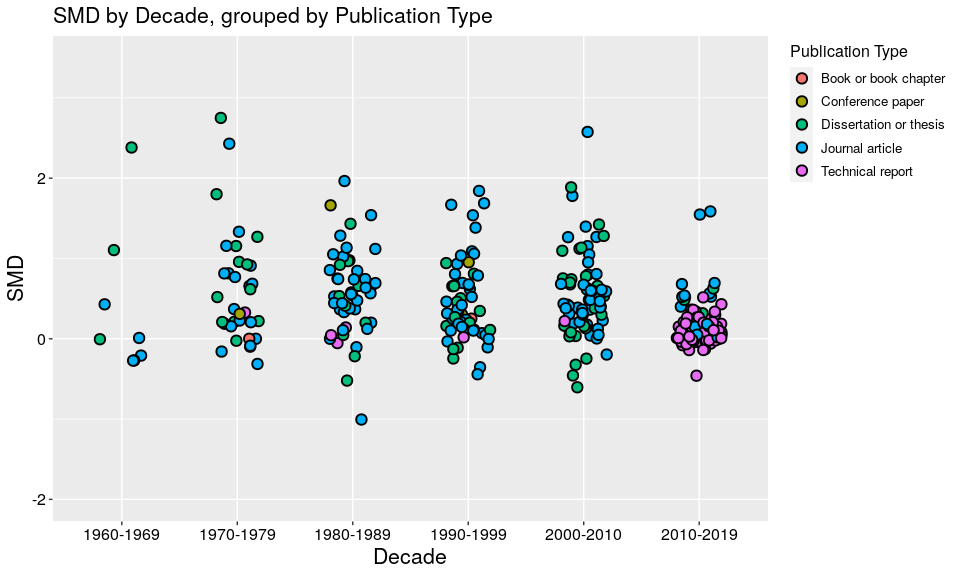 SMD by Decade, grouped by Publication Type
Publication Type
Book or book chapter
Conference paper
Dissertation or thesis
Journal article
Technical report
2
0
-2
SMD
1960-1969
1970-1979
1980-1989
1990-1999
2000-2010
2010-2019
Decade